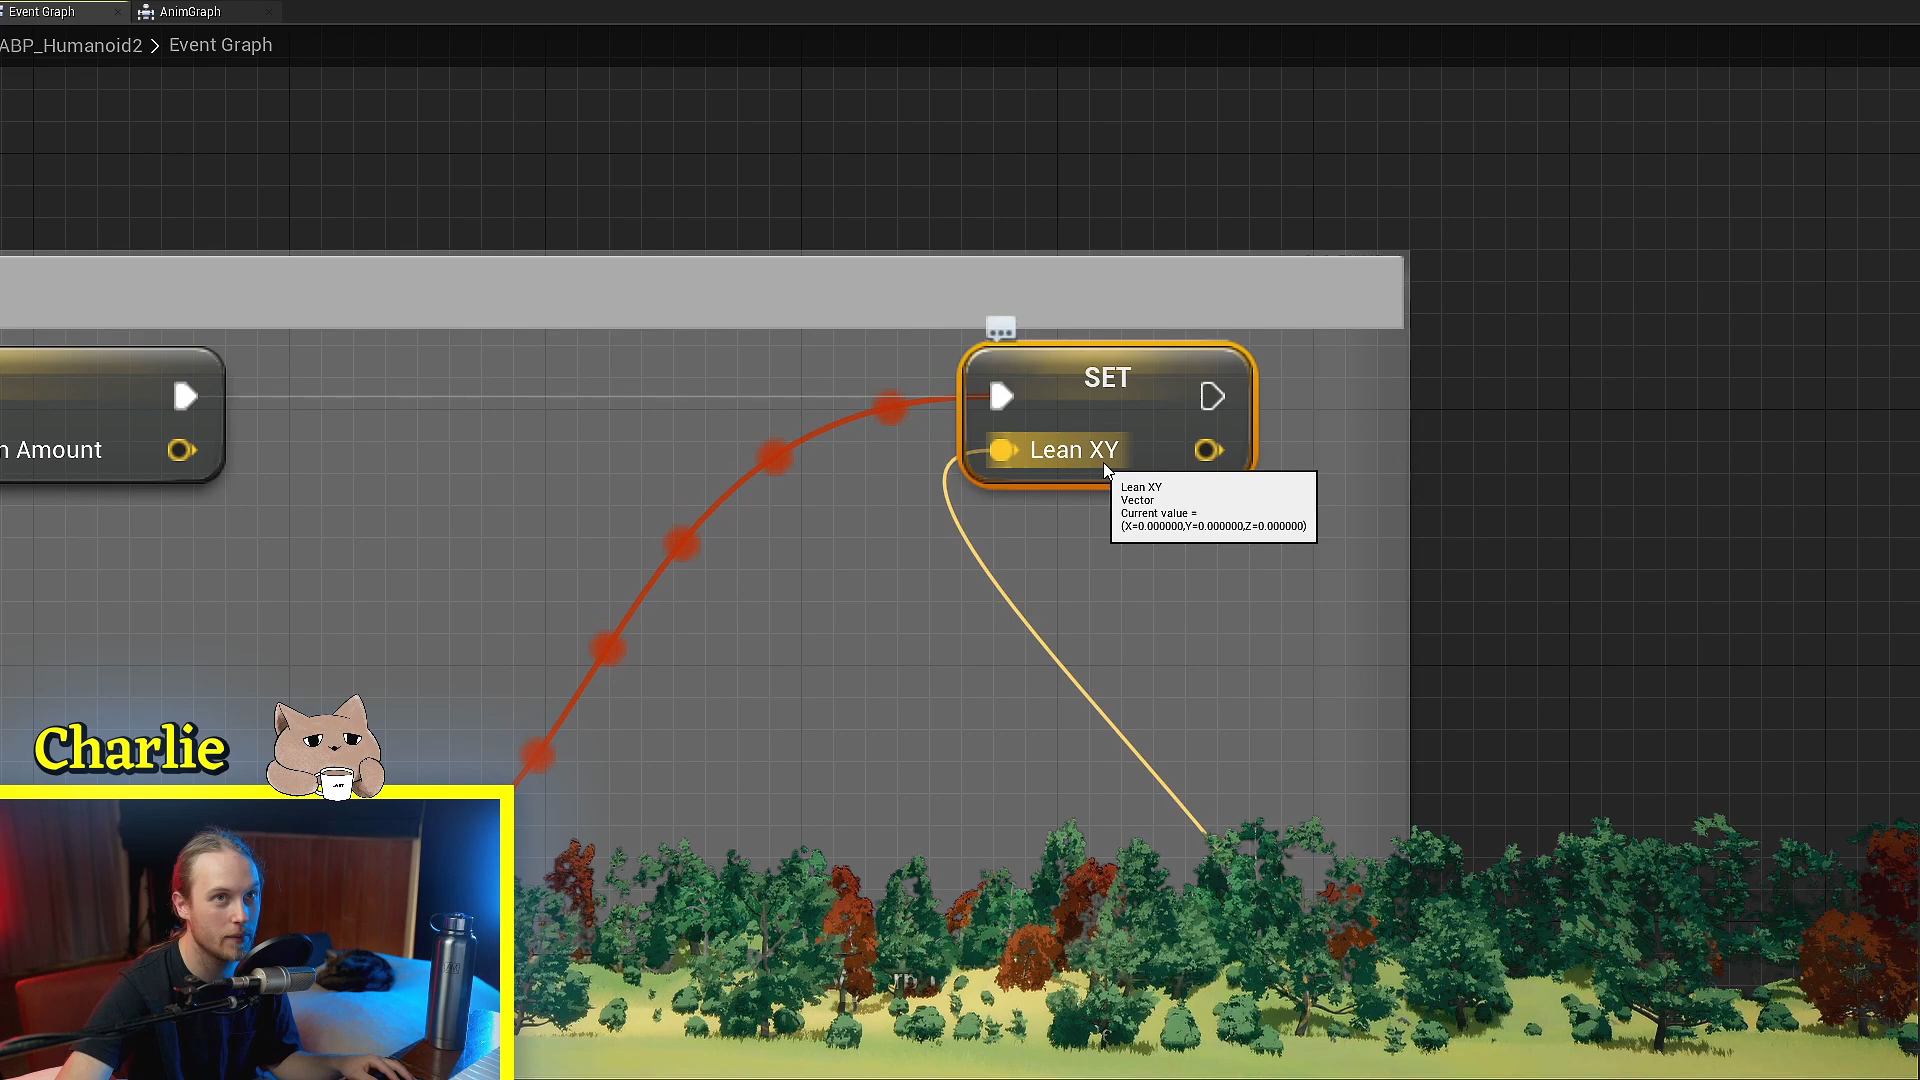 Event Graph
AnimGraph
ABP_Humanoid2 > Event Graph
SET
n Amount
Lean XY
Lean XY
Vector
Current value =
(X=0.000000,Y=0.000000,Z=0.000000)
Charlie